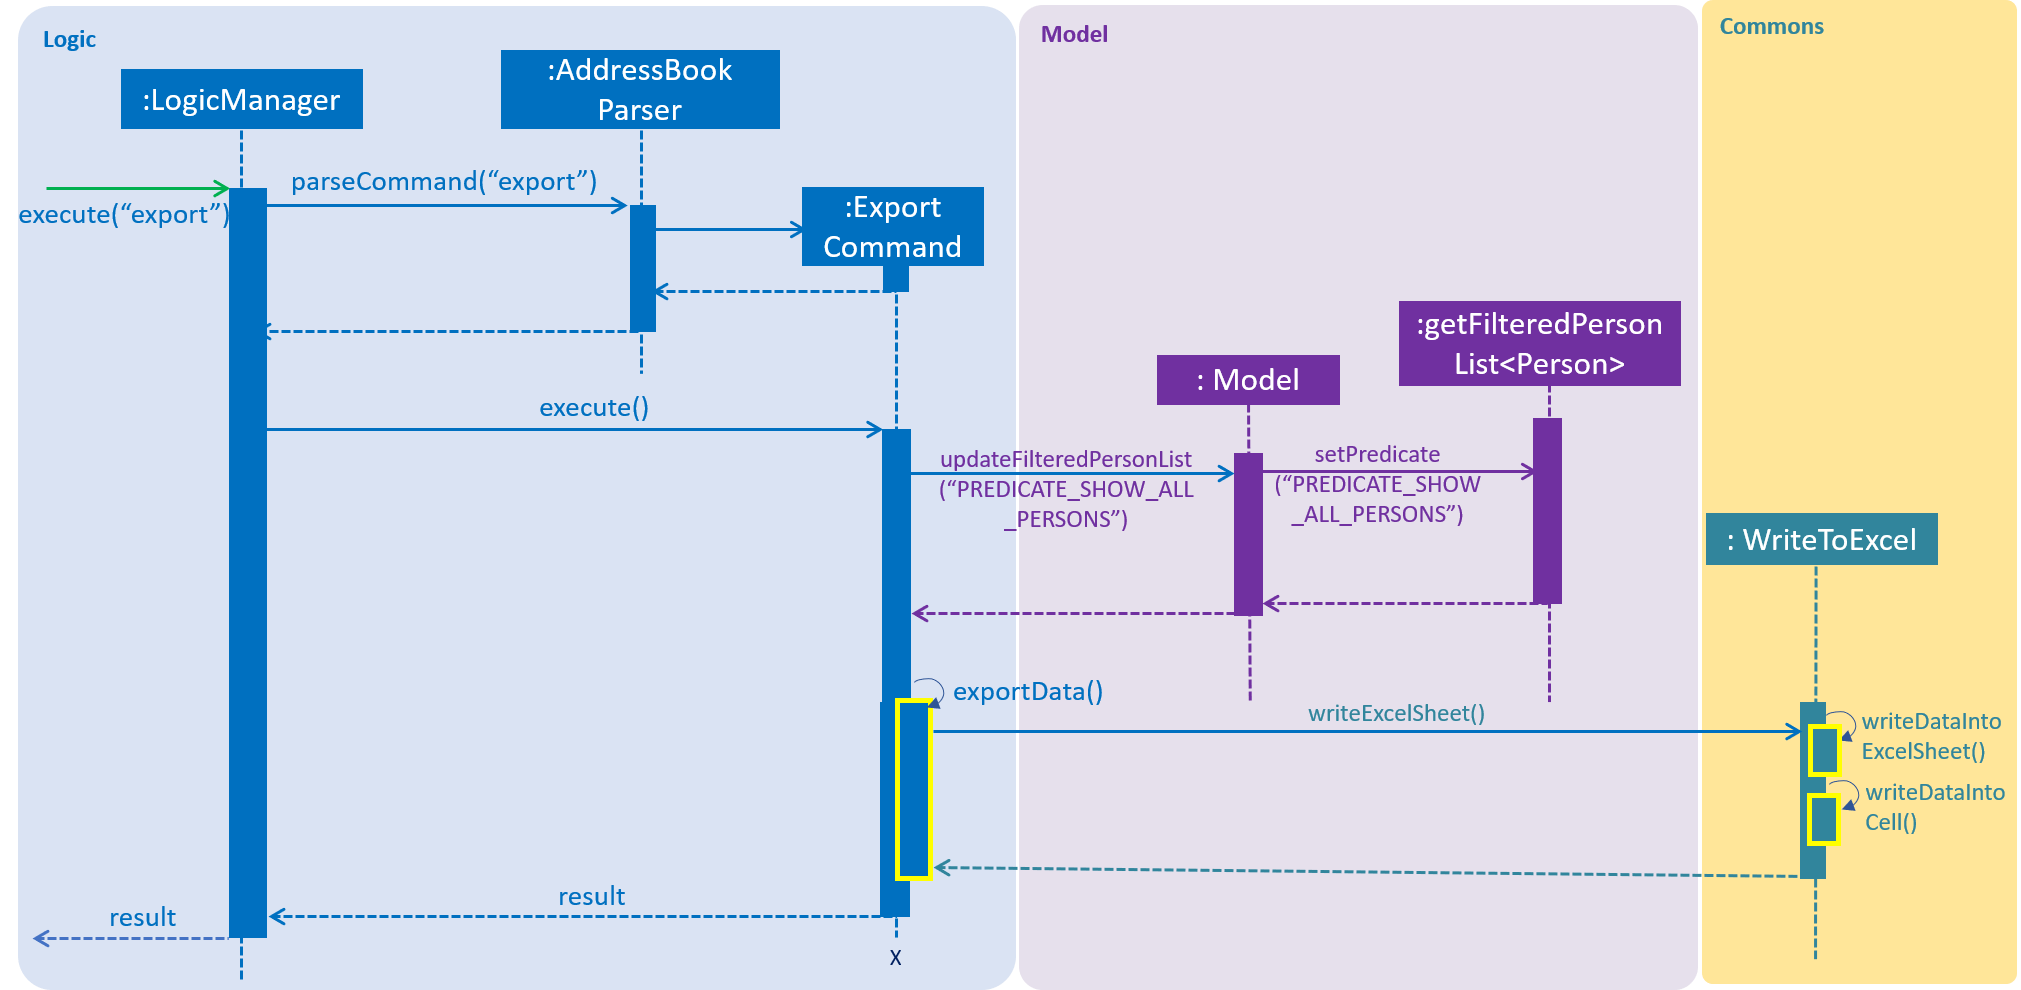 Logic
Model
Commons
:LogicManager
:AddressBook
Parser
execute(“export”)
parseCommand(“export”)
:Export
Command
:getFilteredPerson
List<Person>
: Model
execute()
updateFilteredPersonList
(“PREDICATE_SHOW_ALL
_PERSONS”)
setPredicate
(“PREDICATE_SHOW
_ALL_PERSONS”)
: WriteToExcel
exportData()
writeExcelSheet()
writeDataInto
ExcelSheet()
writeDataInto
Cell()
result
result
X